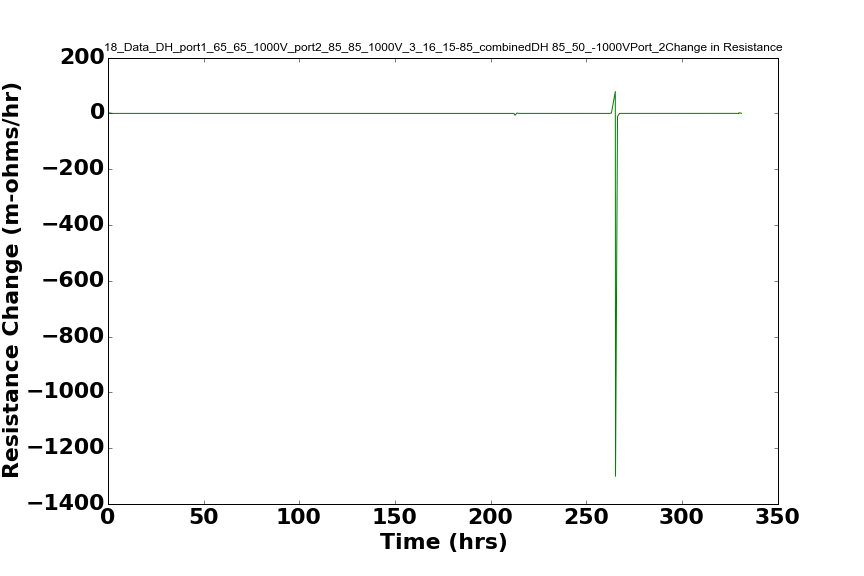 18_Data_DH_port1_65_65_1000V_port2_85_85_1000V_3_16_15-85_combinedDH 85_50_-1000VPort_2Change in Resistance
200
0
−200
−400
−600
−800
−1000
−1200
−1400
Resistance Change (m-ohms/hr)
0 50 100 150 200 250 300 350
Time (hrs)